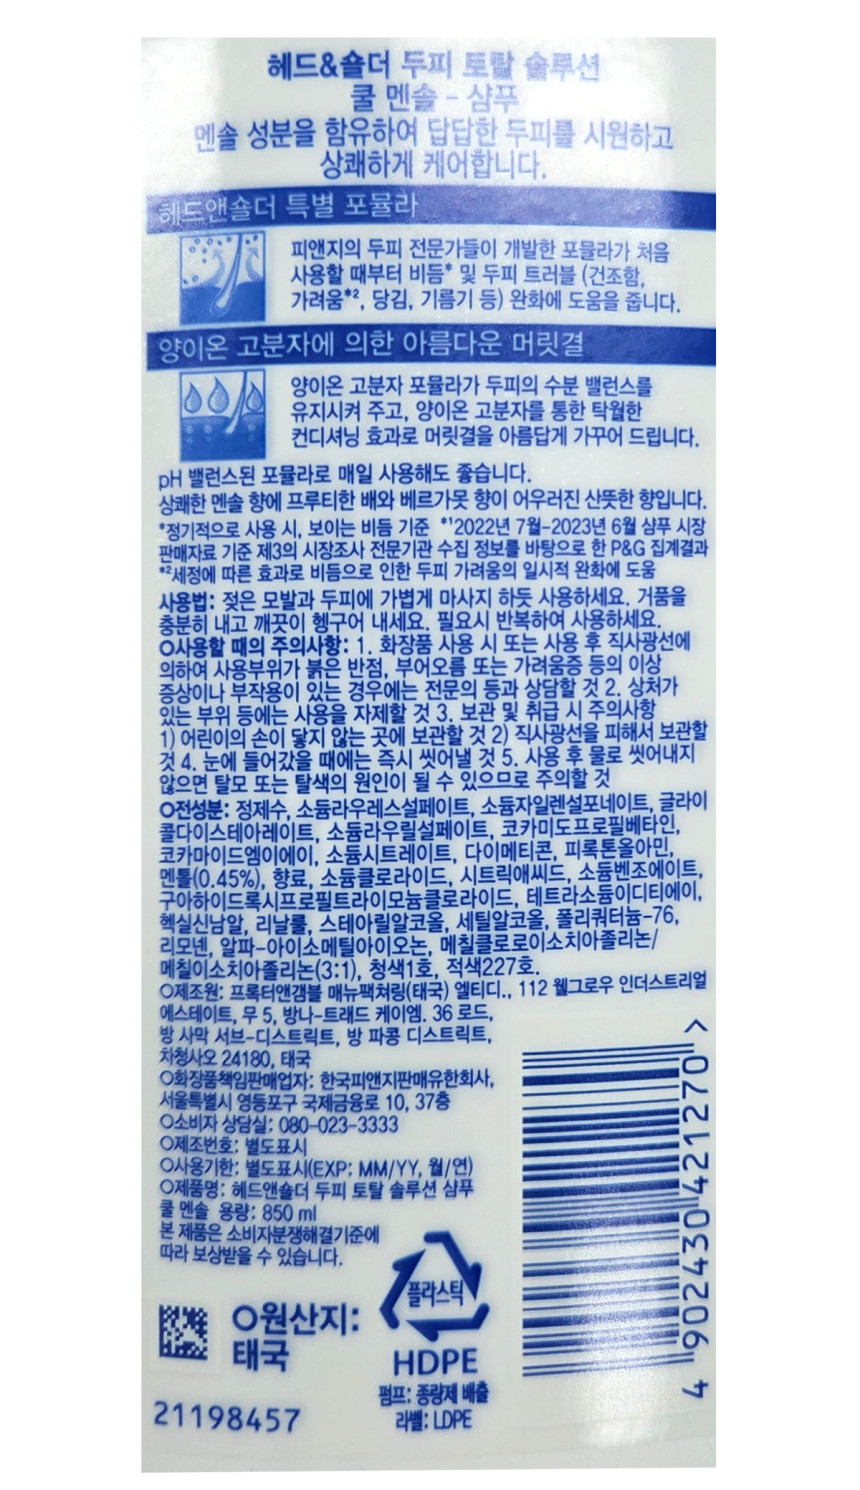 헤드&숄더 두피 토탈 솔루션
쿨 멘솔 - 샴푸
멘솔 성분을 함유하여 답답한 두피를 시원하고
상쾌하게 케어합니다.
헤드앤숄더 특별 포뮬라
피앤지의 두피 전문가들이 개발한 포뮬라가 처음
사용할 때부터 비듬* 및 두피 트러블 (건조함,
가려움*², 당김, 기름기 등) 완화에 도움을 줍니다.
양이온 고분자에 의한 아름다운 머릿결
양이온 고분자 포뮬라가 두피의 수분 밸런스를
유지시켜 주고, 양이온 고분자를 통한 탁월한
컨디셔닝 효과로 머릿결을 아름답게 가꾸어 드립니다.
pH 밸런스된 포뮬라로 매일 사용해도 좋습니다.
상쾌한 멘솔 향에 프루티한 배와 베르가못 향이 어우러진 산뜻한 향입니다.
*정기적으로 사용 시, 보이는 비듬 기준 *¹2022년 7월-2023년 6월 샴푸 시장
판매자료 기준 제3의 시장조사 전문기관 수집 정보를 바탕으로 한 P&G 집계결과
*²세정에 따른 효과로 비듬으로 인한 두피 가려움의 일시적 완화에 도움
사용법: 젖은 모발과 두피에 가볍게 마사지 하듯 사용하세요. 거품을
충분히 내고 깨끗이 헹구어 내세요. 필요시 반복하여 사용하세요.
○사용할 때의 주의사항: 1. 화장품 사용 시 또는 사용 후 직사광선에
의하여 사용부위가 붉은 반점, 부어오름 또는 가려움증 등의 이상
증상이나 부작용이 있는 경우에는 전문의 등과 상담할 것 2. 상처가
있는 부위 등에는 사용을 자제할 것 3. 보관 및 취급 시 주의사항
1) 어린이의 손이 닿지 않는 곳에 보관할 것 2) 직사광선을 피해서 보관할
것 4. 눈에 들어갔을 때에는 즉시 씻어낼 것 5. 사용 후 물로 씻어내지
않으면 탈모 또는 탈색의 원인이 될 수 있으므로 주의할 것
○전성분: 정제수, 소듐라우레스설페이트, 소듐자일렌설포네이트, 글라이
콜다이스테아레이트, 소듐라우릴설페이트, 코카미도프로필베타인,
코카마이드엠이에이, 소듐시트레이트, 다이메티콘, 피록톤올아민,
멘톨(0.45%), 향료, 소듐클로라이드, 시트릭애씨드, 소듐벤조에이트,
구아하이드록시프로필트라이모늄클로라이드, 테트라소듐이디티에이,
헥실신남알, 리날룰, 스테아릴알코올, 세틸알코올, 폴리쿼터늄-76,
리모넨, 알파-아이소메틸아이오논, 메칠클로로이소치아졸리논/
메칠이소치아졸리논(3:1), 청색1호, 적색227호.
○제조원: 프록터앤갬블 매뉴팩쳐링(태국) 엘티디., 112 웰그로우 인더스트리얼
에스테이트, 무 5, 방나-트래드 케이엠. 36 로드,
방 사막 서브-디스트릭트, 방 파콩 디스트릭트,
차청사오 24180, 태국
○화장품책임판매업자: 한국피앤지판매유한회사,
서울특별시 영등포구 국제금융로 10, 37층
○소비자 상담실: 080-023-3333
○제조번호: 별도표시
○사용기한: 별도표시(EXP: MM/YY, 월/연)
○제품명: 헤드앤숄더 두피 토탈 솔루션 샴푸
쿨 멘솔 용량: 850 ml
본 제품은 소비자분쟁해결기준에
따라 보상받을 수 있습니다.
4 902430 421270 >
플라스틱
HDPE
펌프: 종량제 배출
라벨: LDPE
○원산지:
태국
21198457